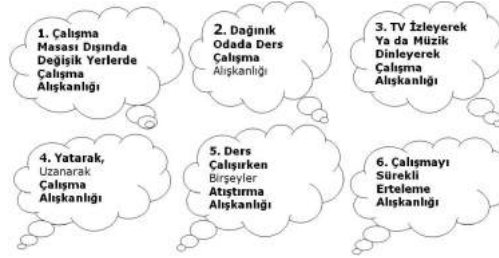 1. Çalışma
Masası Dışında
Değişik Yerlerde
Çalışma
Alışkanlığı
2. Dağınık
Odada Ders
Çalışma
Alışkanlığı
3. TV İzleyerek
Ya da Müzik
Dinleyerek
Çalışma
Alışkanlığı
4. Yatarak,
Uzanarak
Çalışma
Alışkanlığı
5. Ders
Çalışırken
Birşeyler
Atıştırma
Alışkanlığı
6. Çalışmayı
Sürekli
Erteleme
Alışkanlığı